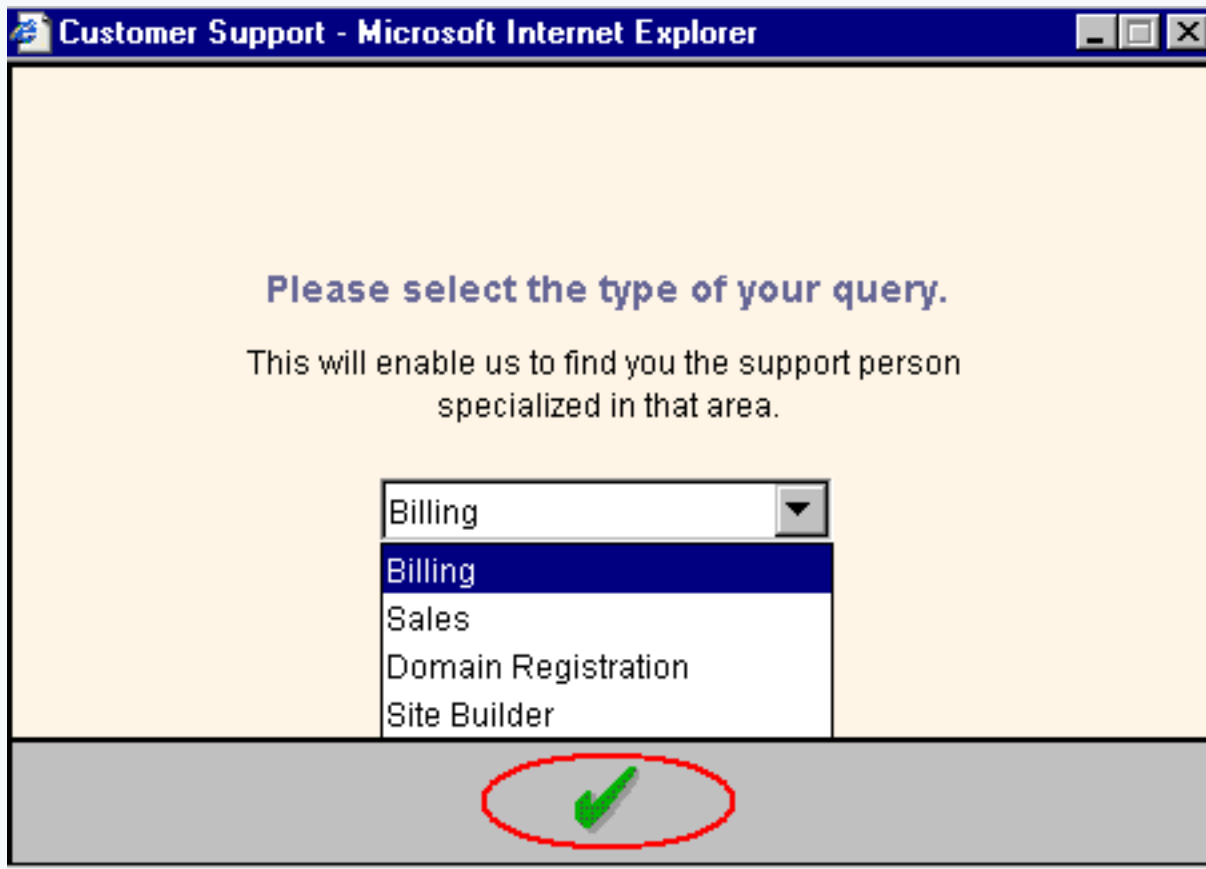 Customer Support - Microsoft Internet Explorer
Please select the type of your query.
This will enable us to find you the support person
specialized in that area.
Billing
Billing
Sales
Domain Registration
Site Builder